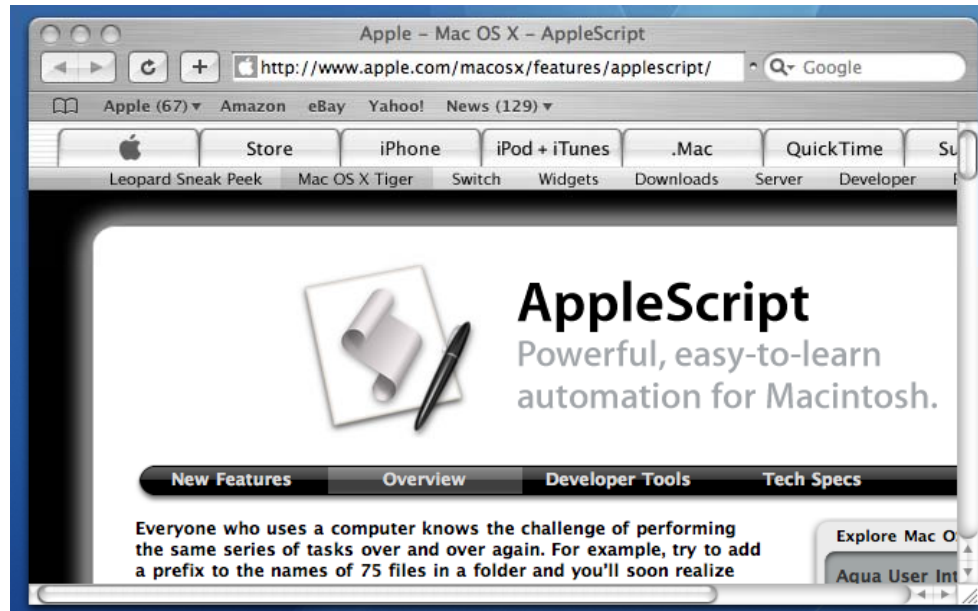 Apple – Mac OS X – AppleScript
http://www.apple.com/macosx/features/applescript/ Google
Apple (67) Amazon eBay Yahoo! News (129)
Store iPhone iPod + iTunes .Mac QuickTime Su
Leopard Sneak Peek Mac OS X Tiger Switch Widgets Downloads Server Developer
AppleScript
Powerful, easy-to-learn
automation for Macintosh.
New Features Overview Developer Tools Tech Specs
Everyone who uses a computer knows the challenge of performing
the same series of tasks over and over again. For example, try to add
a prefix to the names of 75 files in a folder and you'll soon realize
Explore Mac O
Aqua User Int